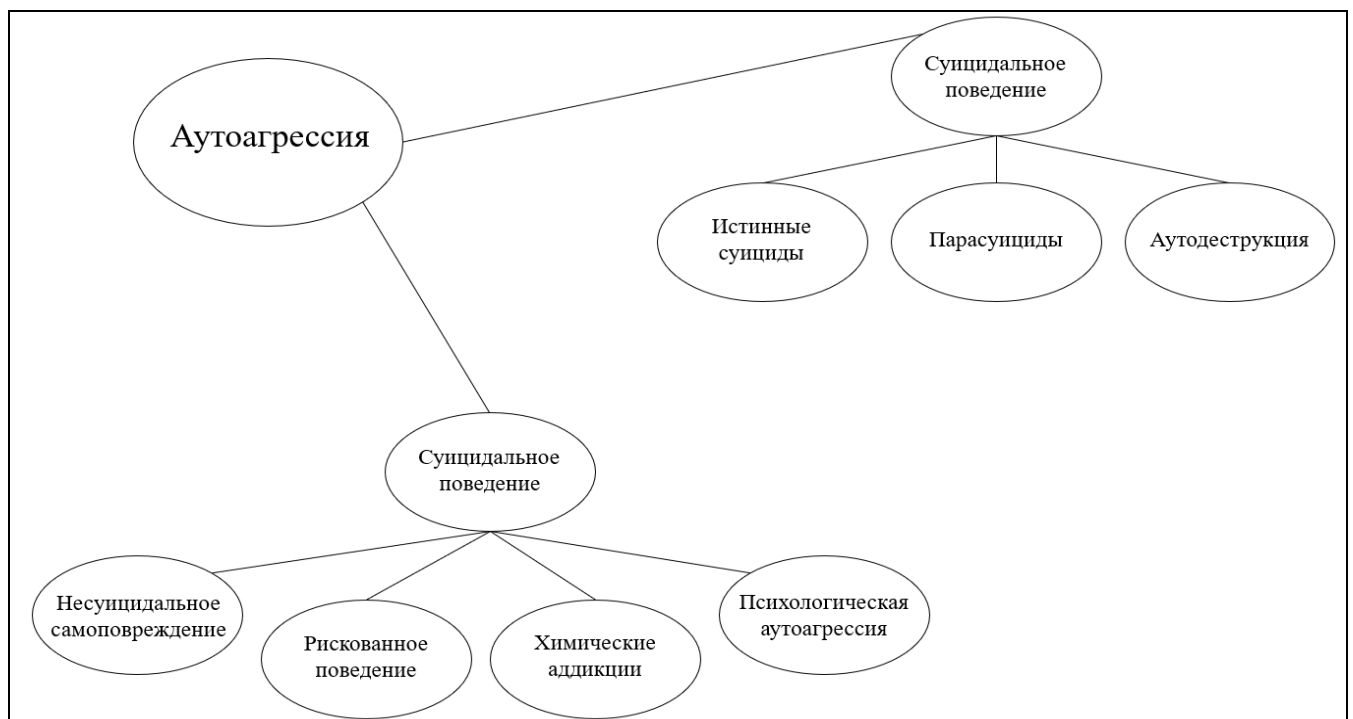 Аутоагрессия
Суицидальное
поведение
Истинные
суициды
Парасуициды
Аутодеструкция
Суицидальное
поведение
Несуицидальное
самоповреждение
Рискованное
поведение
Химические
аддикции
Психологическая
аутоагрессия